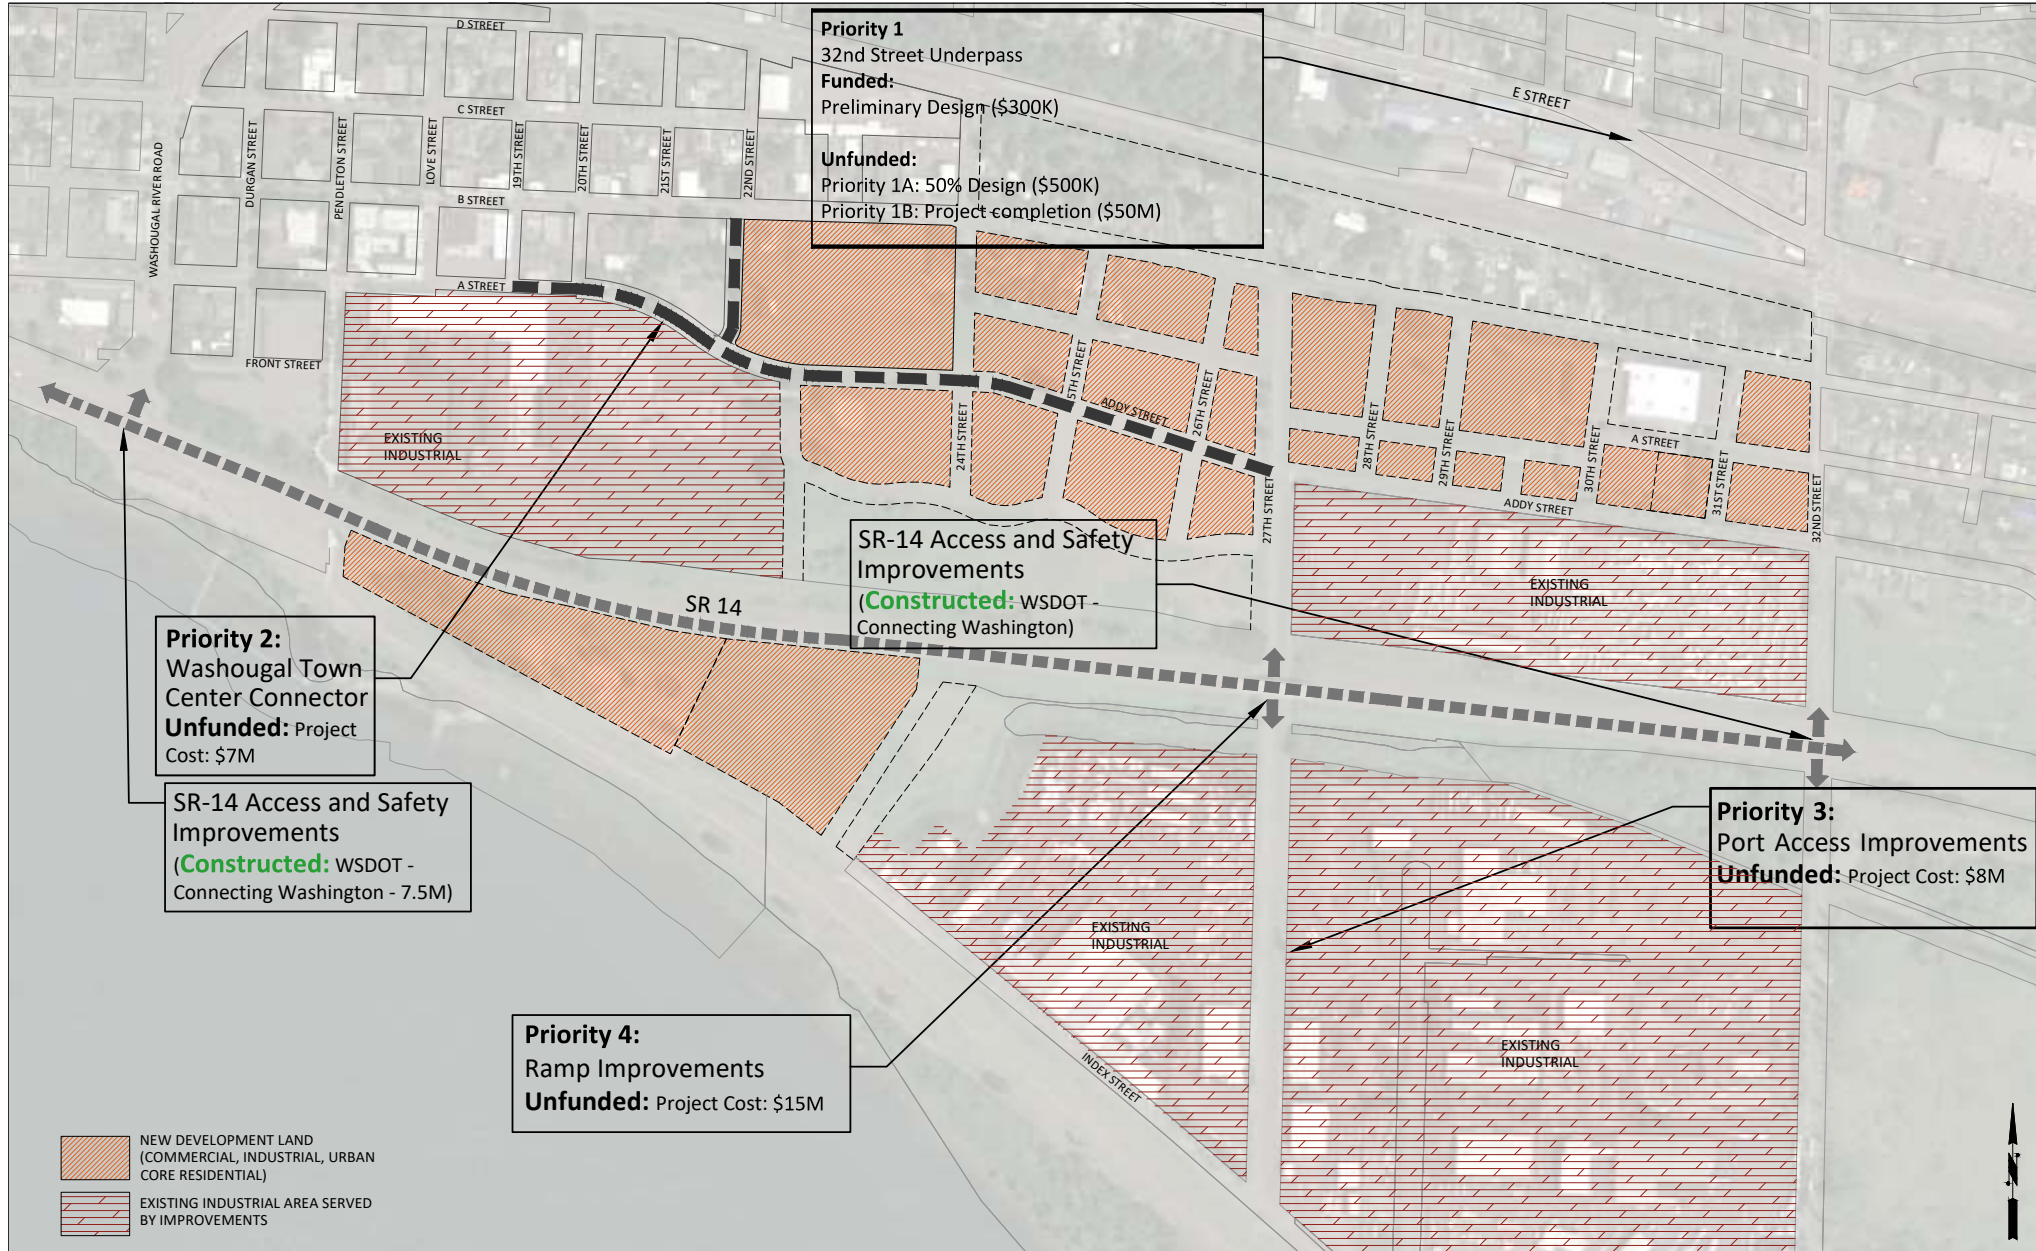 D STREET
C STREET
B STREET
A STREET
FRONT STREET
WASHOUGAL RIVER ROAD
DURGAN STREET
PENDLETON STREET
LOVE STREET
19TH STREET
20TH STREET
21ST STREET
22ND STREET
Priority 1
32nd Street Underpass
Funded:
Preliminary Design ($300K)
Unfunded:
Priority 1A: 50% Design ($500K)
Priority 1B: Project completion ($50M)
E STREET
24TH STREET
5TH STREET
26TH STREET
27TH STREET
28TH STREET
29TH STREET
30TH STREET
31ST STREET
32ND STREET
ADDY STREET
A STREET
ADDY STREET
EXISTING
INDUSTRIAL
EXISTING
INDUSTRIAL
SR-14 Access and Safety
Improvements
(Constructed: WSDOT -
Connecting Washington)
SR 14
Priority 2:
Washougal Town
Center Connector
Unfunded: Project
Cost: $7M
SR-14 Access and Safety
Improvements
(Constructed: WSDOT -
Connecting Washington - 7.5M)
Priority 3:
Port Access Improvements
Unfunded: Project Cost: $8M
EXISTING
INDUSTRIAL
EXISTING
INDUSTRIAL
INDEX STREET
Priority 4:
Ramp Improvements
Unfunded: Project Cost: $15M
NEW DEVELOPMENT LAND
(COMMERCIAL, INDUSTRIAL, URBAN
CORE RESIDENTIAL)
EXISTING INDUSTRIAL AREA SERVED
BY IMPROVEMENTS
N